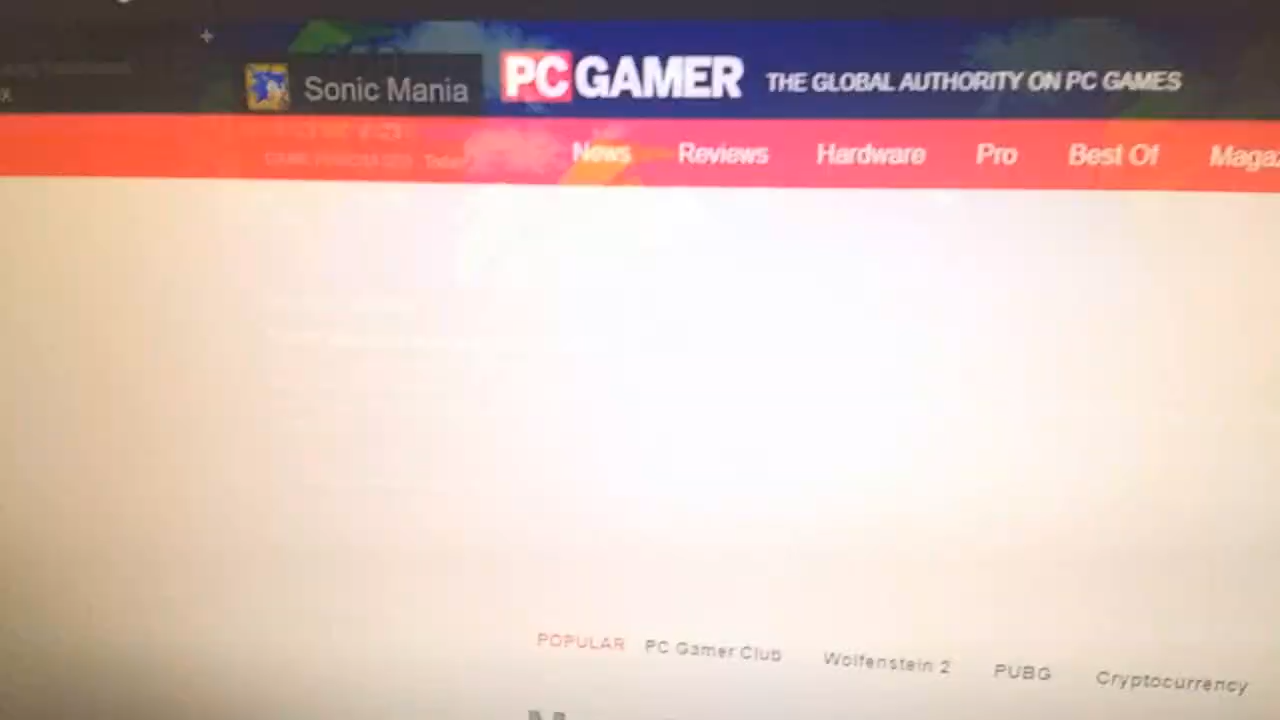 Sonic Mania
PC GAMER THE GLOBAL AUTHORITY ON PC GAMES
News Reviews Hardware Pro Best Of Magaz
POPULAR PC Gamer Club Wolfenstein 2 PUBG Cryptocurrency